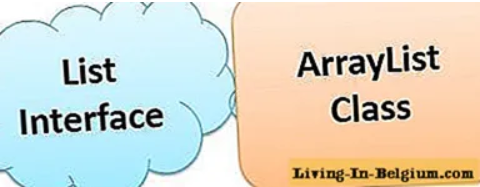 List
Interface
ArrayList
Class
Living-In-Belgium.com